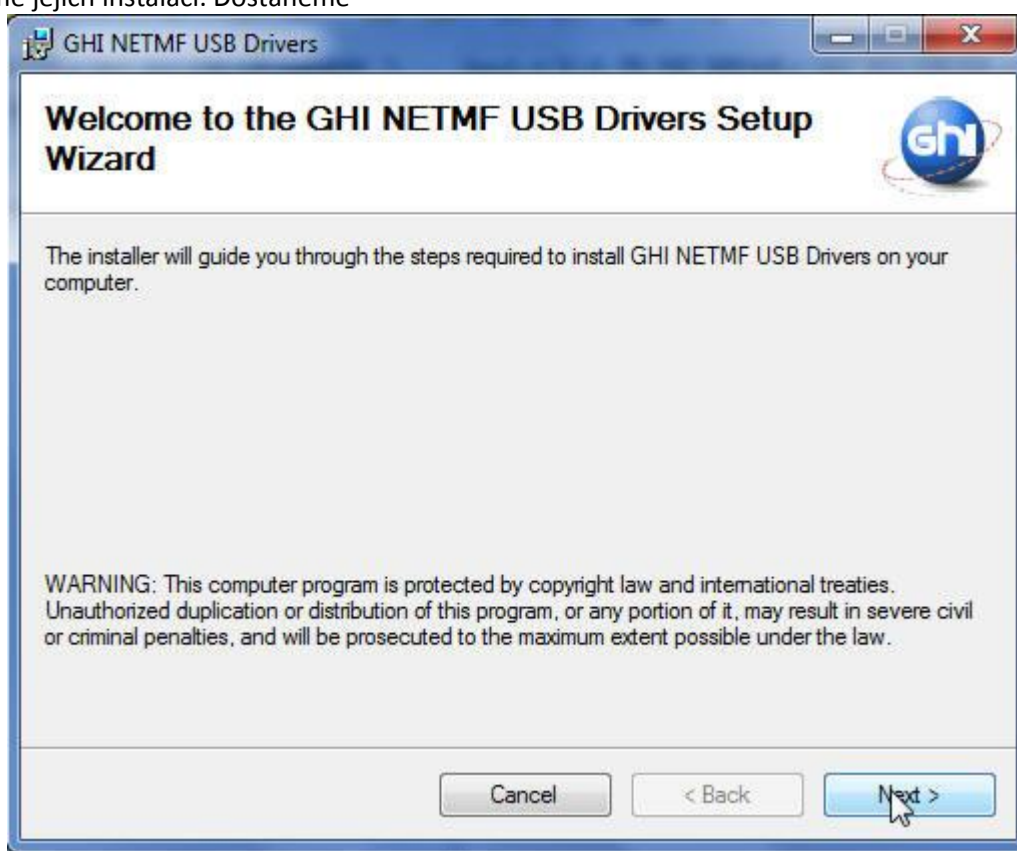 jejich instalaci. Dostaneme
GHI NETMF USB Drivers
Welcome to the GHI NETMF USB Drivers Setup
Wizard
GHI
The installer will guide you through the steps required to install GHI NETMF USB Drivers on your
computer.
WARNING: This computer program is protected by copyright law and international treaties.
Unauthorized duplication or distribution of this program, or any portion of it, may result in severe civil
or criminal penalties, and will be prosecuted to the maximum extent possible under the law.
Cancel
< Back
Next >